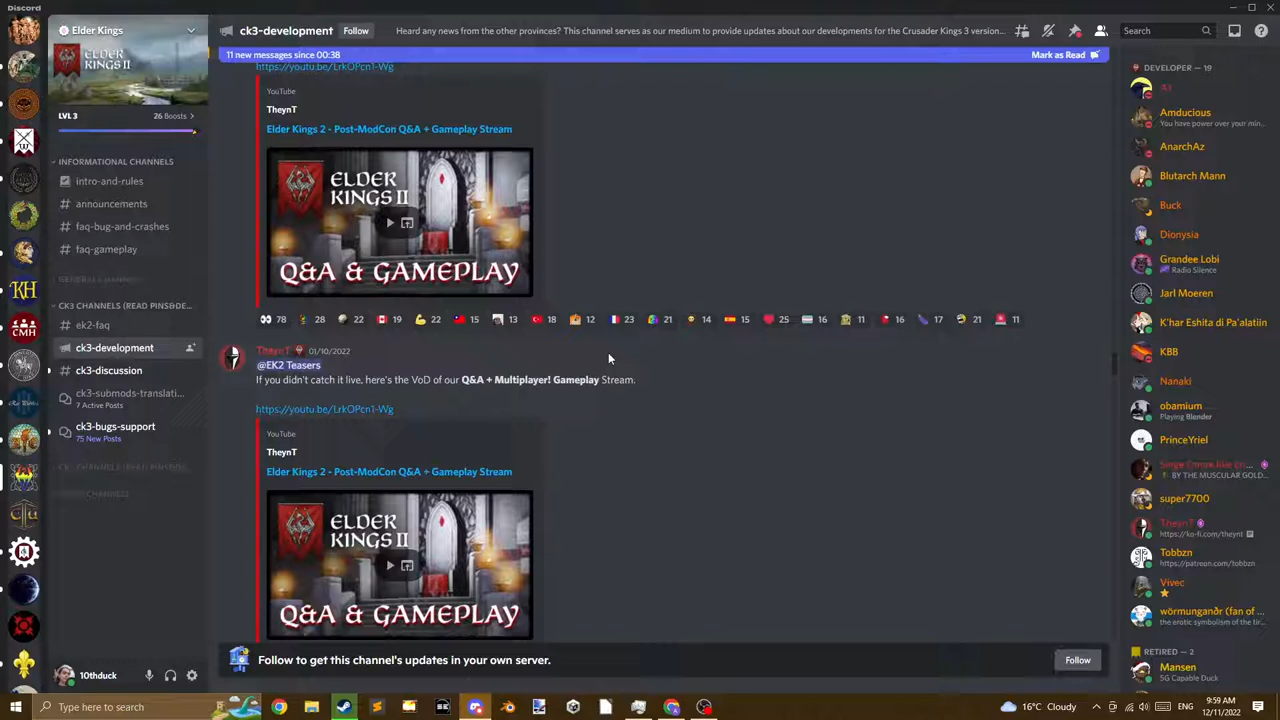 Discord
Elder Kings
ELDER
KINGS II
LVL 3
26 Boosts
INFORMATIONAL CHANNELS
intro-and-rules
announcements
faq-bug-and-crashes
faq-gameplay
CK3 CHANNELS (READ PINS&DE...
ek2-faq
ck3-development
ck3-discussion
ck3-submods-translati...
7 Active Posts
ck3-bugs-support
75 New Posts
10thduck
ck3-development
Follow
Heard any news from the other provinces? This channel serves as our medium to provide updates about our developments for the Crusader Kings 3 version...
Search
11 new messages since 00:38
Mark as Read
https://youtu.be/LrkOPcn1-Wg
YouTube
TheynT
Elder Kings 2 - Post-ModCon Q&A + Gameplay Stream
ELDER
KINGS II
Q&A & GAMEPLAY
78 28 22 19 22 15 13 18 12 23 21 14 15 25 16 11 16 17 21 11
TheynT 01/10/2022
@EK2 Teasers
If you didn't catch it live, here's the VoD of our Q&A + Multiplayer! Gameplay Stream.
https://youtu.be/LrkOPcn1-Wg
YouTube
TheynT
Elder Kings 2 - Post-ModCon Q&A + Gameplay Stream
ELDER
KINGS II
Q&A & GAMEPLAY
Follow to get this channel's updates in your own server.
Follow
DEVELOPER — 19
Amducious
You have power over your min...
AnarchAz
Blutarch Mann
Buck
Dionysia
Grandee Lobi
Radio Silence
Jarl Moeren
K'har Eshita di Pa'alatiin
KBB
Nanaki
obamium
Playing Blender
PrinceYriel
BY THE MUSCULAR GOLD...
super7700
TheynT
https://ko-fi.com/theynt
Tobbzn
https://patreon.com/tobbzn
Vivec
wörmungandr (fan of ...
the erotic symbolism of the tir...
RETIRED — 2
Mansen
5G Capable Duck
Type here to search
16°C Cloudy
ENG
9:59 AM
12/11/2022